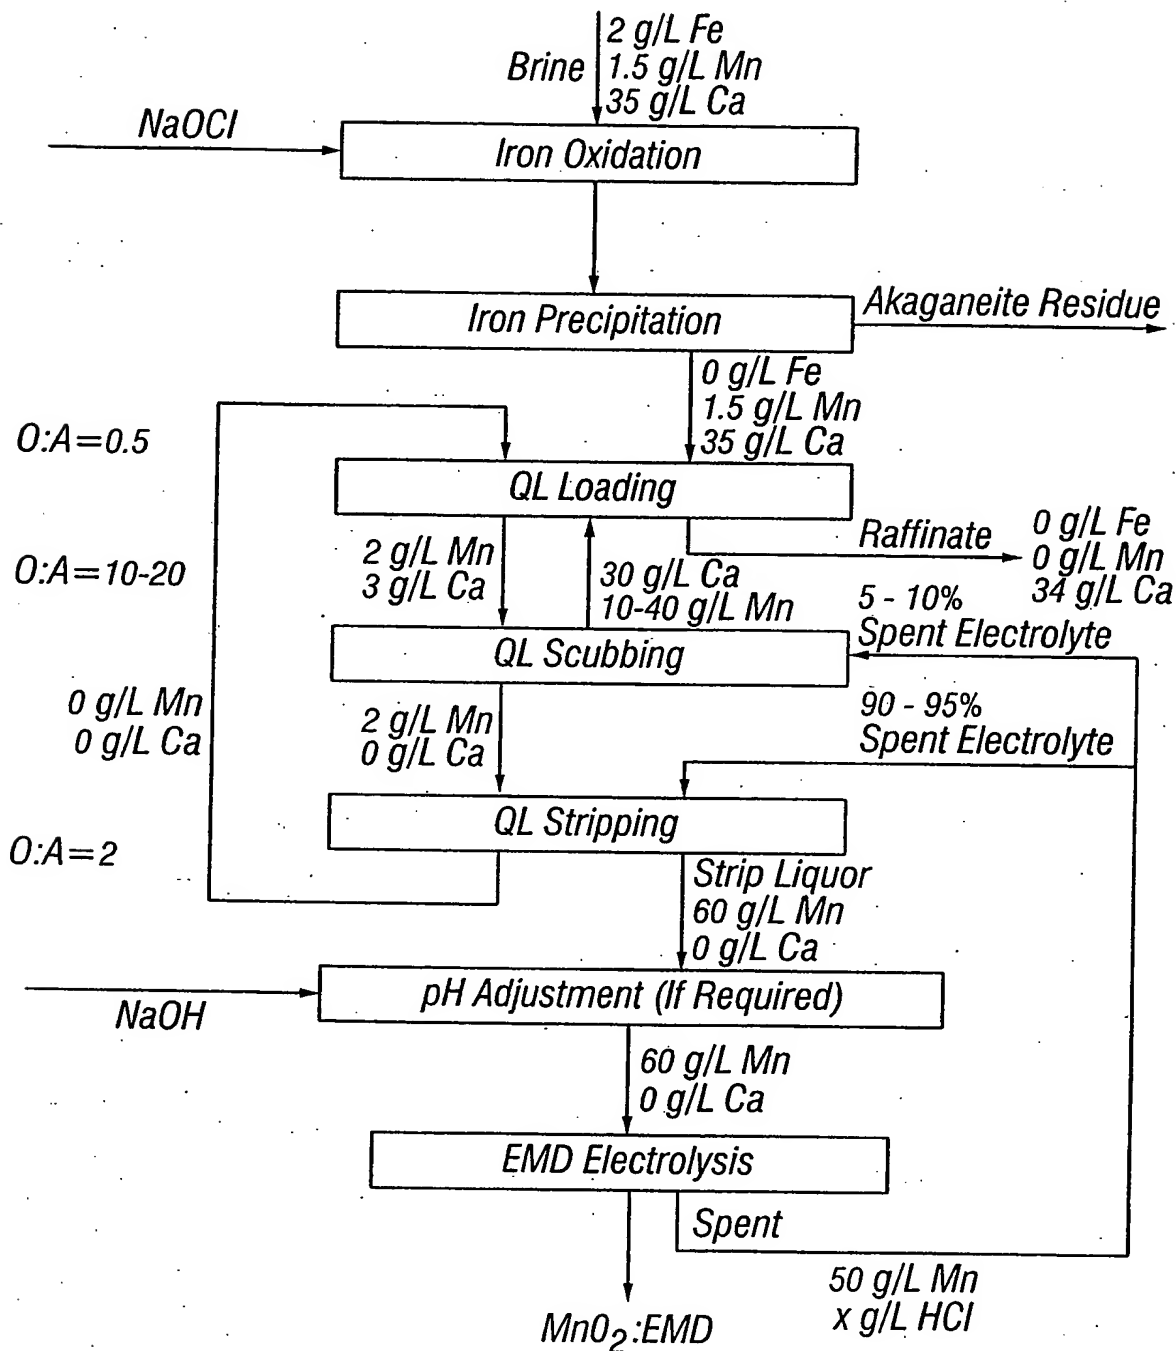 2 g/L Fe
Brine
1.5 g/L Mn
35 g/L Ca
NaOCl
Iron Oxidation
Iron Precipitation
Akaganeite Residue
0 g/L Fe
1.5 g/L Mn
35 g/L Ca
O:A=0.5
QL Loading
Raffinate
0 g/L Fe
0 g/L Mn
34 g/L Ca
O:A=10-20
2 g/L Mn
3 g/L Ca
30 g/L Ca
10-40 g/L Mn
5 - 10%
Spent Electrolyte
QL Scubbing
0 g/L Mn
0 g/L Ca
2 g/L Mn
0 g/L Ca
90 - 95%
Spent Electrolyte
QL Stripping
O:A=2
Strip Liquor
60 g/L Mn
0 g/L Ca
pH Adjustment (If Required)
NaOH
60 g/L Mn
0 g/L Ca
EMD Electrolysis
Spent
50 g/L Mn
x g/L HCl
MnO2:EMD